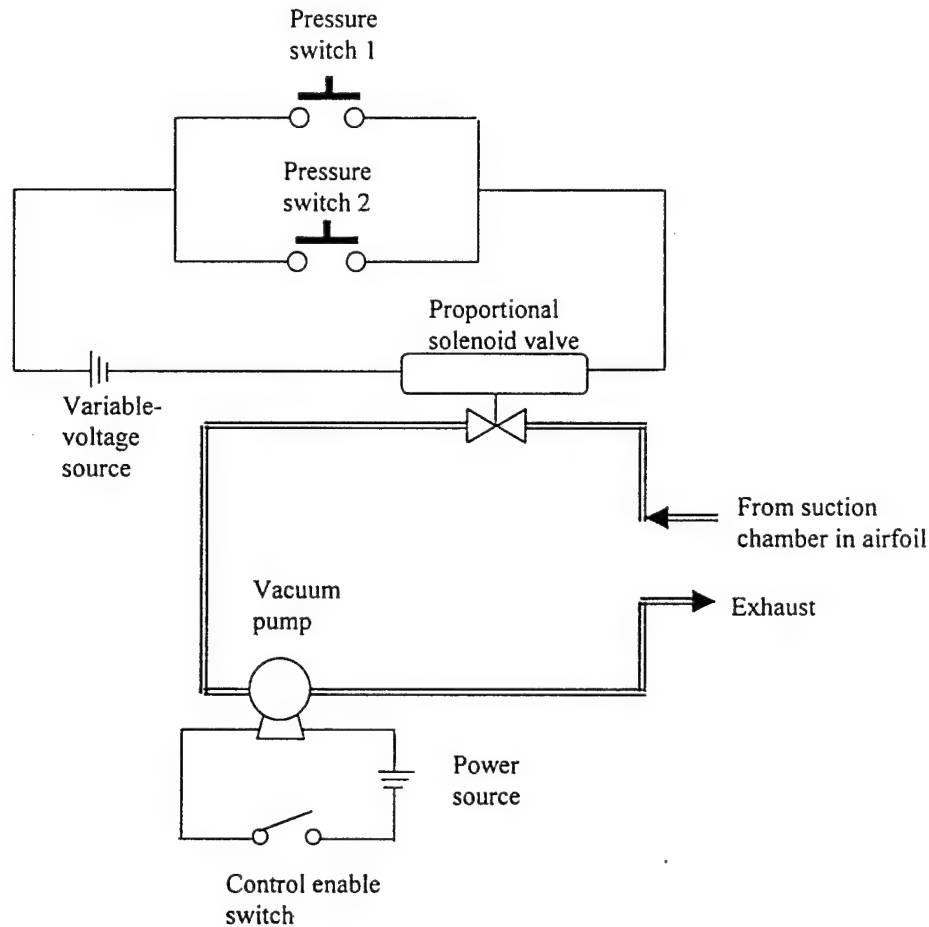 Pressure
switch 1
Pressure
switch 2
Proportional
solenoid valve
Variable-
voltage
source
From suction
chamber in airfoil
Exhaust
Vacuum
pump
Power
source
Control enable
switch